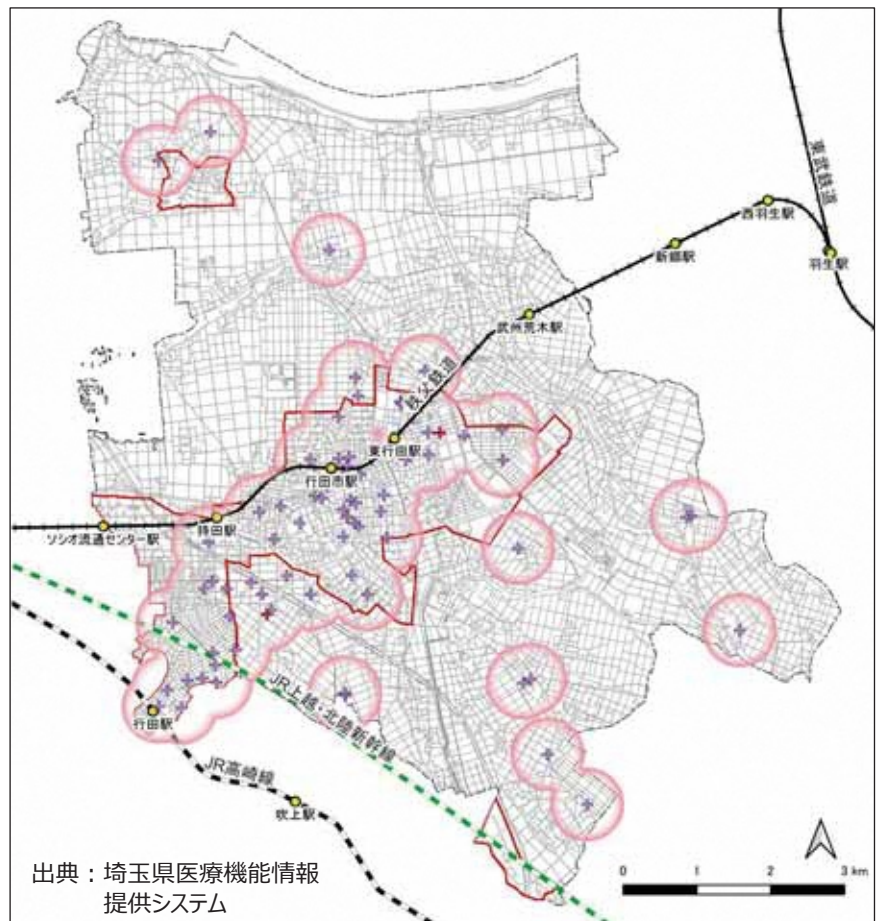 東武鉄道
西羽生駅
新郷駅
羽生駅
武州荒木駅
秩父鉄道
東行田駅
行田市駅
持田駅
ソシオ流通センター駅
JR上越・北陸新幹線
行田駅
JR高崎線
吹上駅
出典：埼玉県医療機能情報
提供システム
0 1 2 3 km